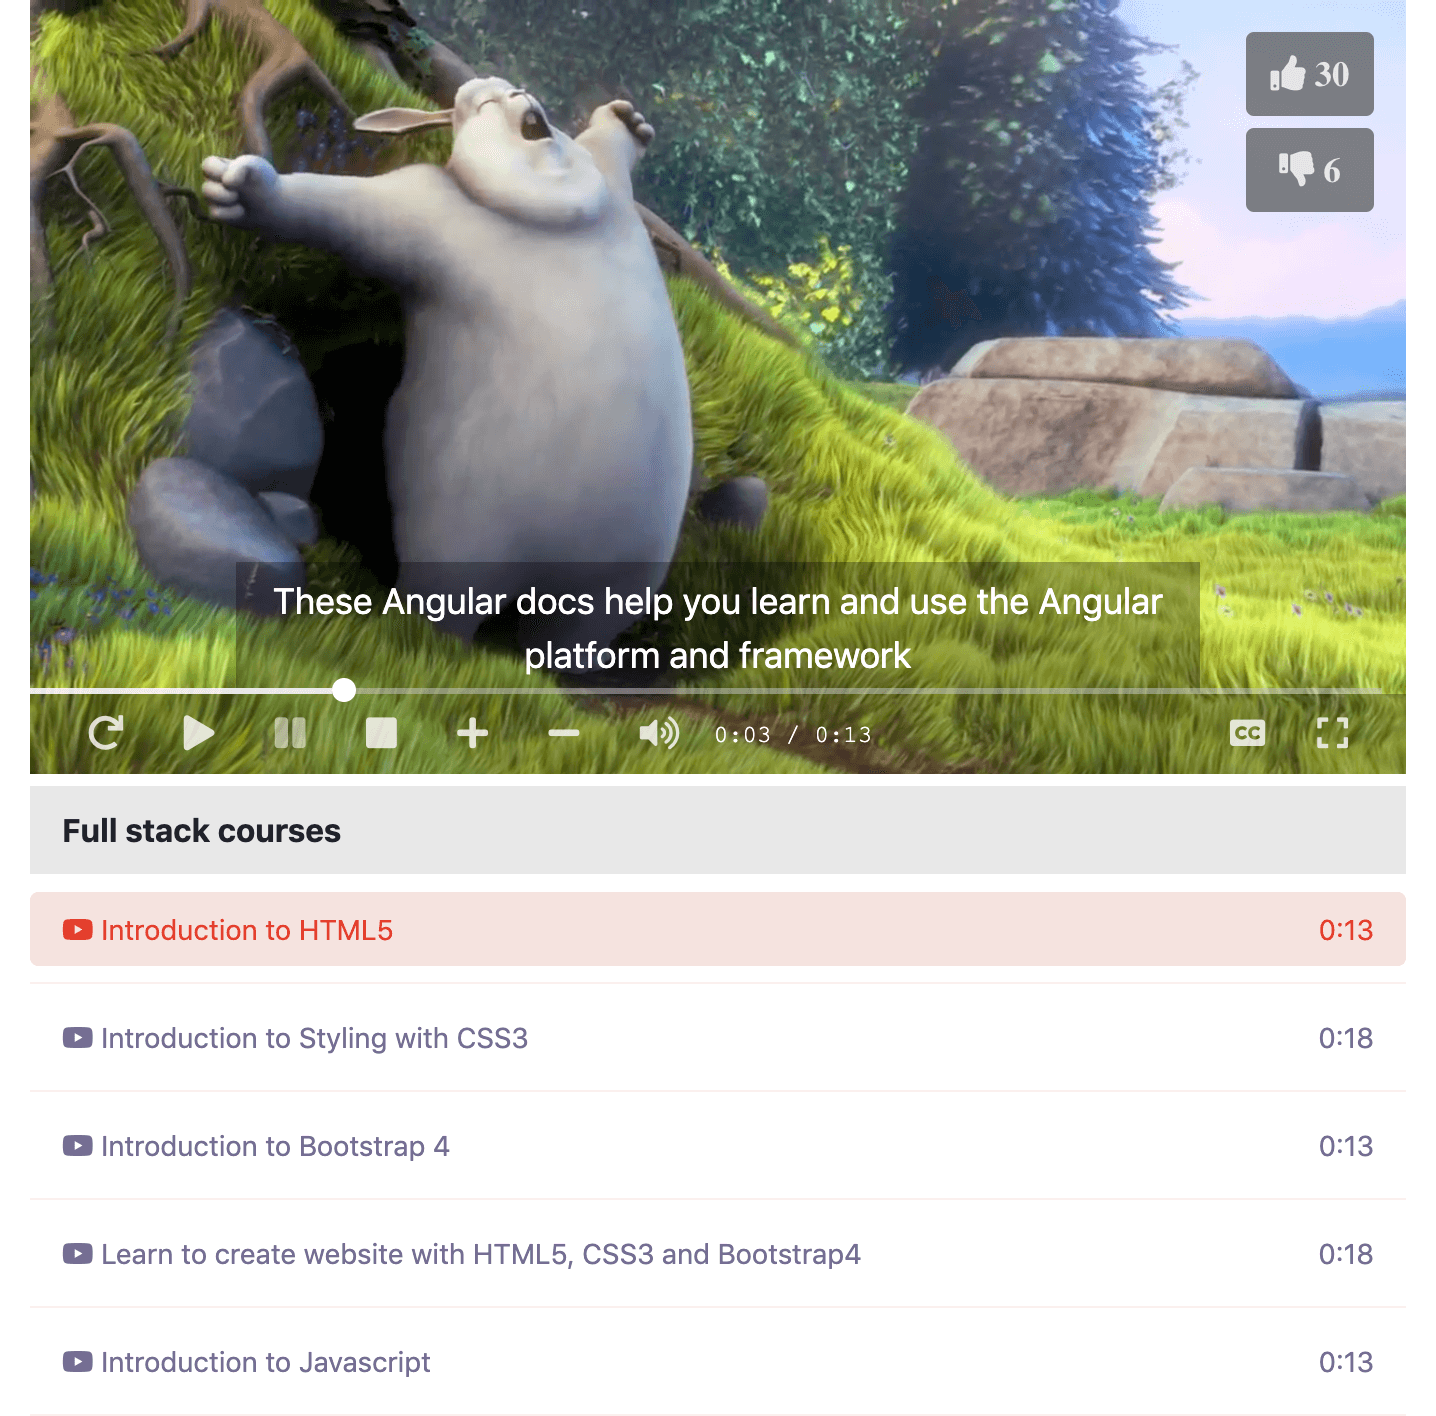 30
6
These Angular docs help you learn and use the Angular
platform and framework
0:03 / 0:13
CC
Full stack courses
Introduction to HTML5 0:13
Introduction to Styling with CSS3 0:18
Introduction to Bootstrap 4 0:13
Learn to create website with HTML5, CSS3 and Bootstrap4 0:18
Introduction to Javascript 0:13